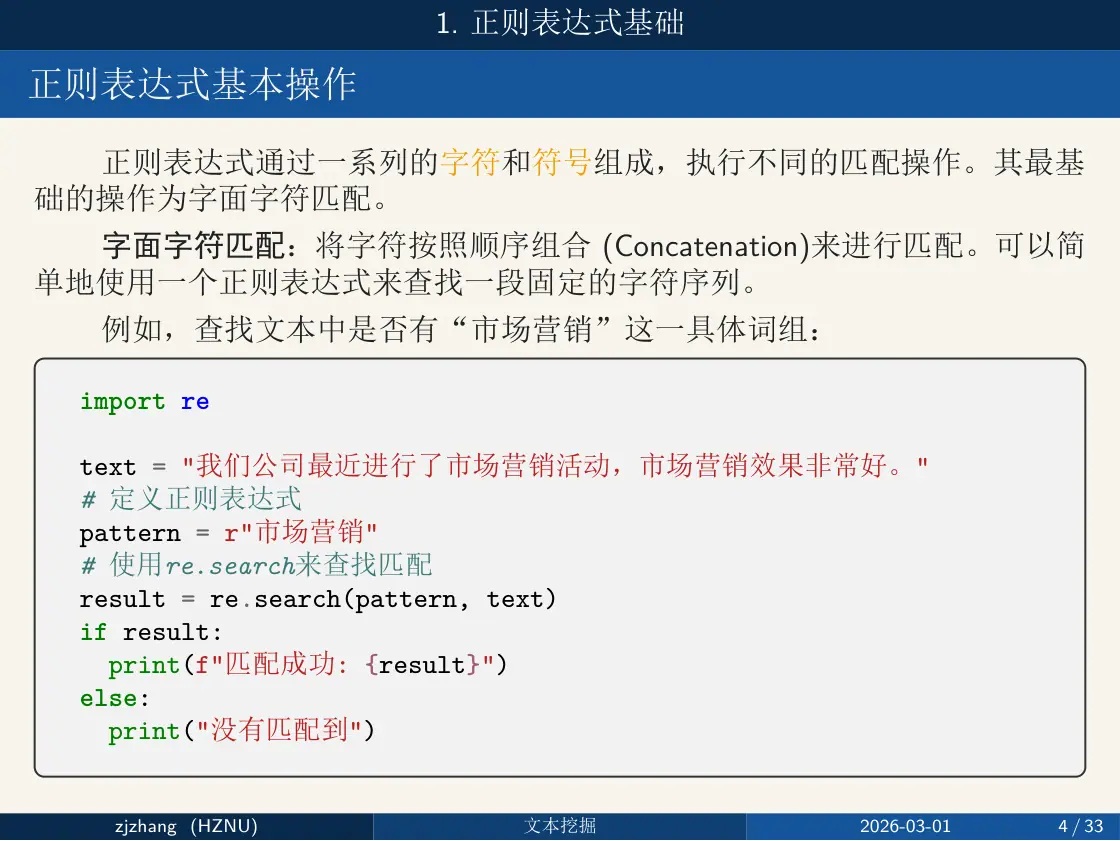 1. 正则表达式基础
正则表达式基本操作
正则表达式通过一系列的字符和符号组成，执行不同的匹配操作。其最基
础的操作为字面字符匹配。
字面字符匹配：将字符按照顺序组合 (Concatenation)来进行匹配。可以简
单地使用一个正则表达式来查找一段固定的字符序列。
例如，查找文本中是否有“市场营销”这一具体词组：
import re
text = "我们公司最近进行了市场营销活动，市场营销效果非常好。"
# 定义正则表达式
pattern = r"市场营销"
# 使用re.search来查找匹配
result = re.search(pattern, text)
if result:
  print(f"匹配成功: {result}")
else:
  print("没有匹配到")
zjzhang (HZNU) 文本挖掘 2026-03-01 4 / 33